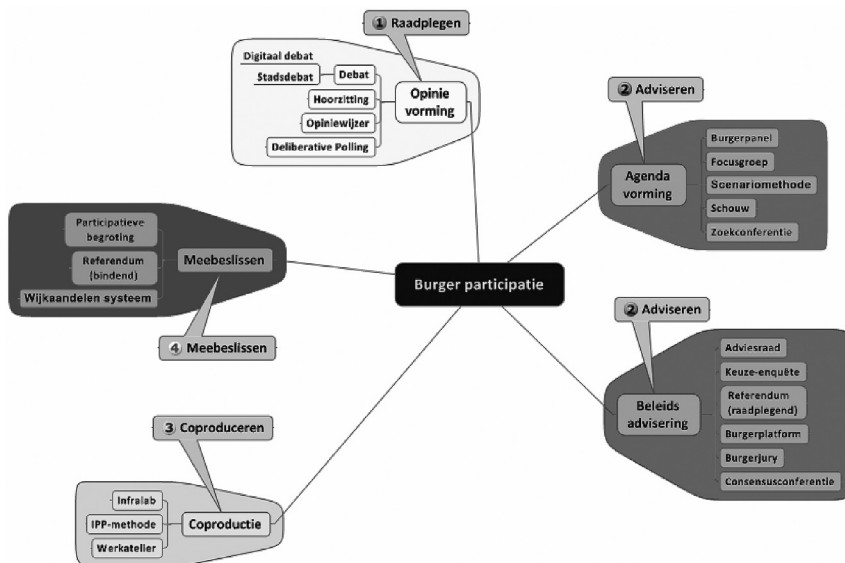 1 Raadplegen
Digitaal debat
Stadsdebat
Debat
Hoorzitting
Opiniewijzer
Deliberative Polling
Opinie
vorming
2 Adviseren
Agenda
vorming
Burgerpanel
Focusgroep
Scenariomethode
Schouw
Zoekconferentie
Participatieve
begroting
Referendum
(bindend)
Wijkaandelen systeem
Meebeslissen
4 Meebeslissen
Burger participatie
2 Adviseren
Beleids
advisering
Adviesraad
Keuze-enquête
Referendum
(raadplegend)
Burgerplatform
Burgerjury
Consensusconferentie
3 Coproduceren
Infralab
IPP-methode
Werkatelier
Coproductie